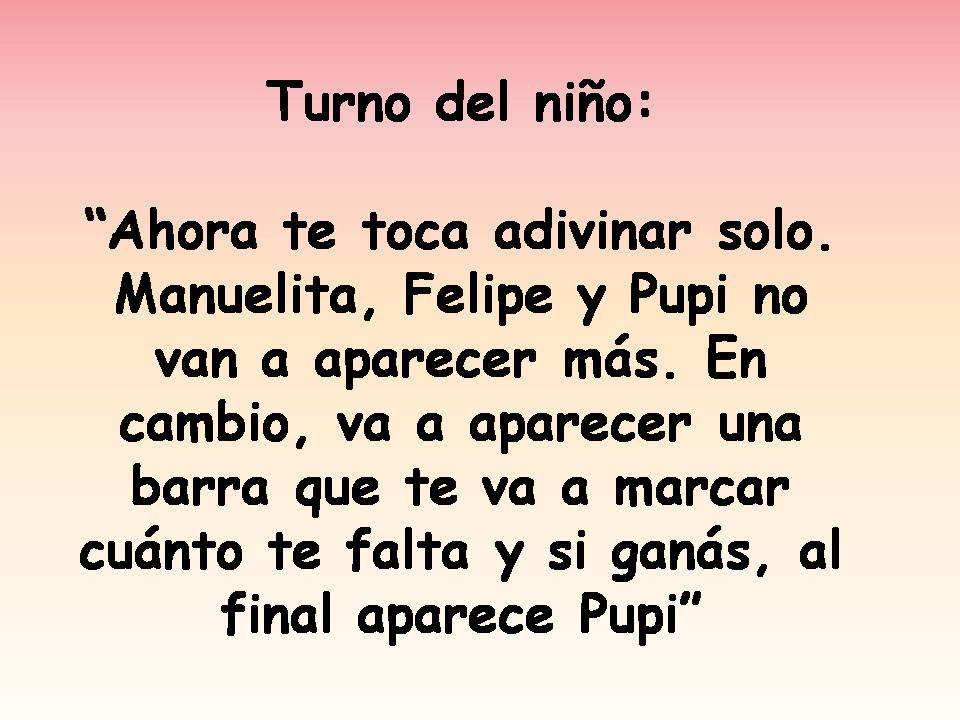 Turno del niño:
“Ahora te toca adivinar solo.
Manuelita, Felipe y Pupi no
van a aparecer más. En
cambio, va a aparecer una
barra que te va a marcar
cuánto te falta y si ganás, al
final aparece Pupi”